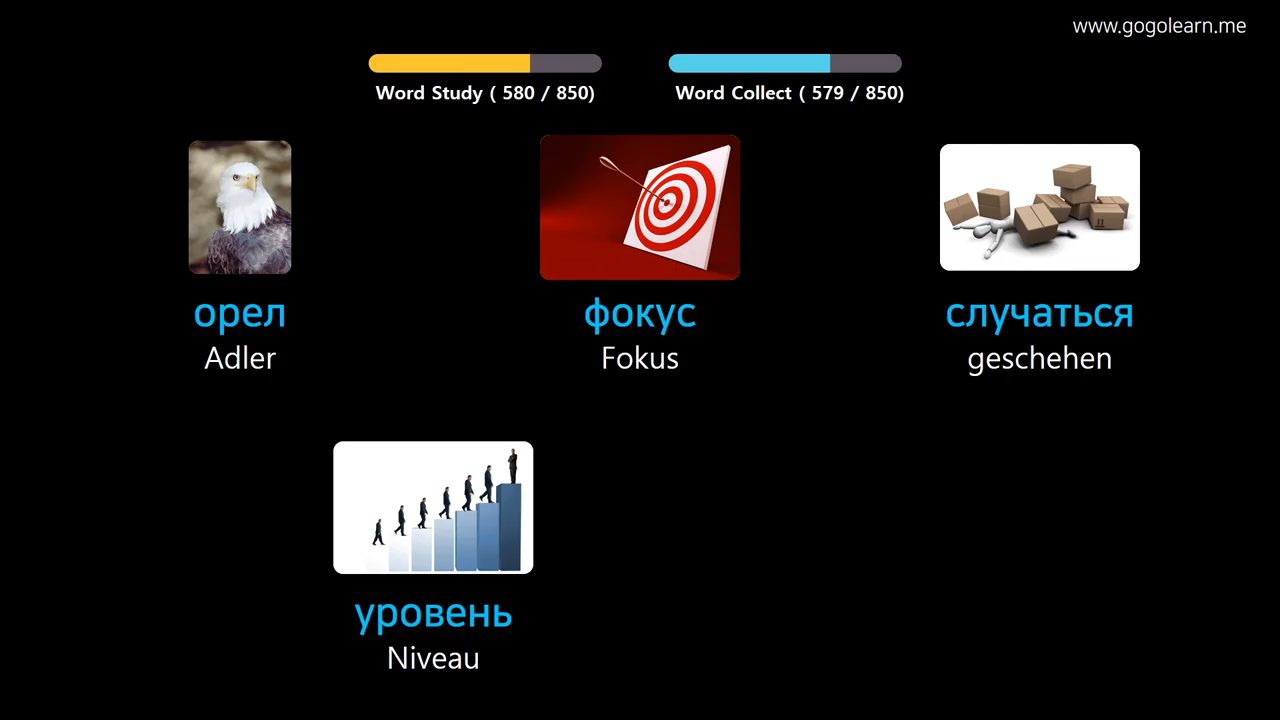 www.gogolearn.me
Word Study ( 580 / 850)
Word Collect ( 579 / 850)
орел
Adler
фокус
Fokus
случаться
geschehen
уровень
Niveau